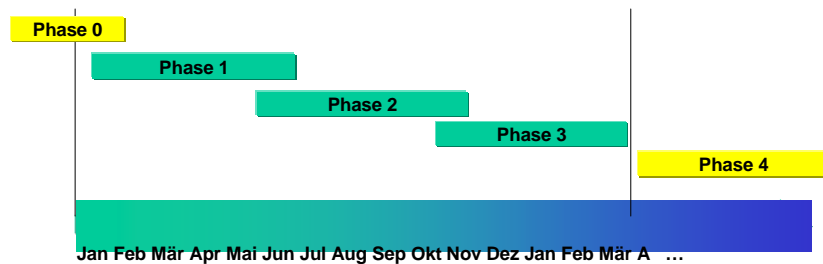 Phase 0
Phase 1
Phase 2
Phase 3
Phase 4
Jan Feb Mär Apr Mai Jun Jul Aug Sep Okt Nov Dez Jan Feb Mär A ...